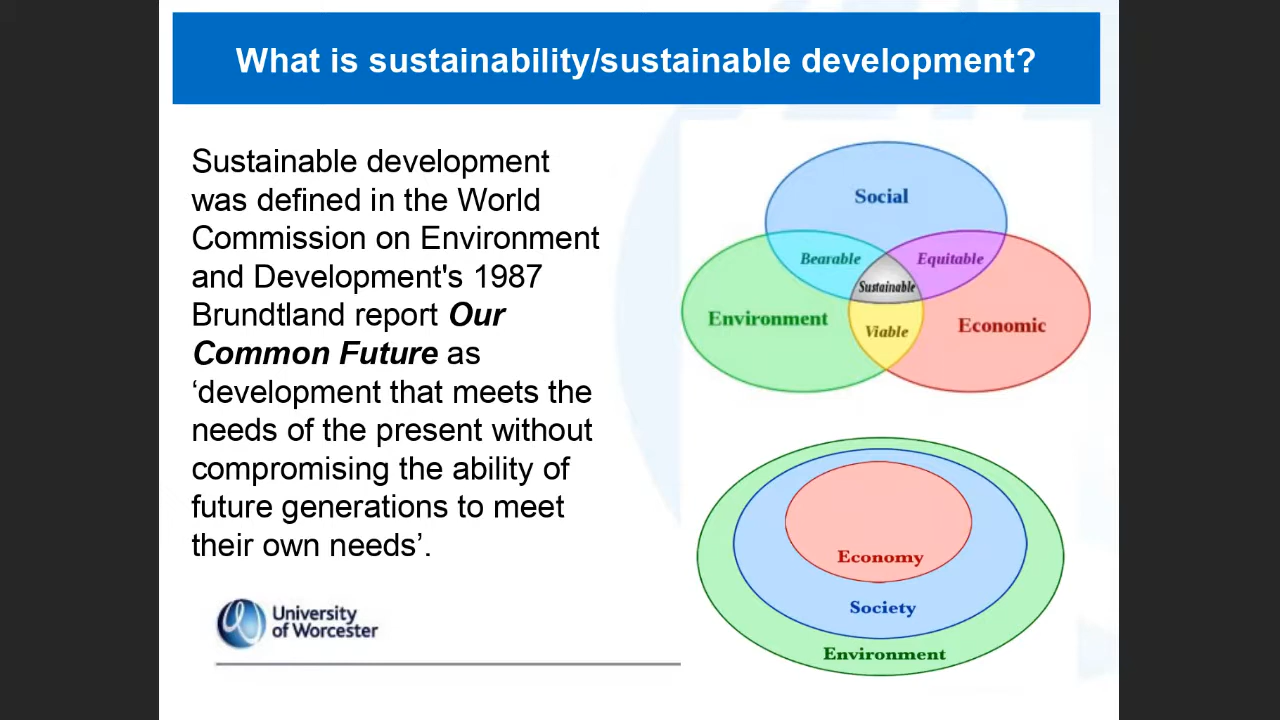 What is sustainability/sustainable development?
Sustainable development
was defined in the World
Commission on Environment
and Development's 1987
Brundtland report Our
Common Future as
‘development that meets the
needs of the present without
compromising the ability of
future generations to meet
their own needs’.
University
of Worcester
Social
Bearable
Equitable
Sustainable
Environment
Viable
Economic
Economy
Society
Environment